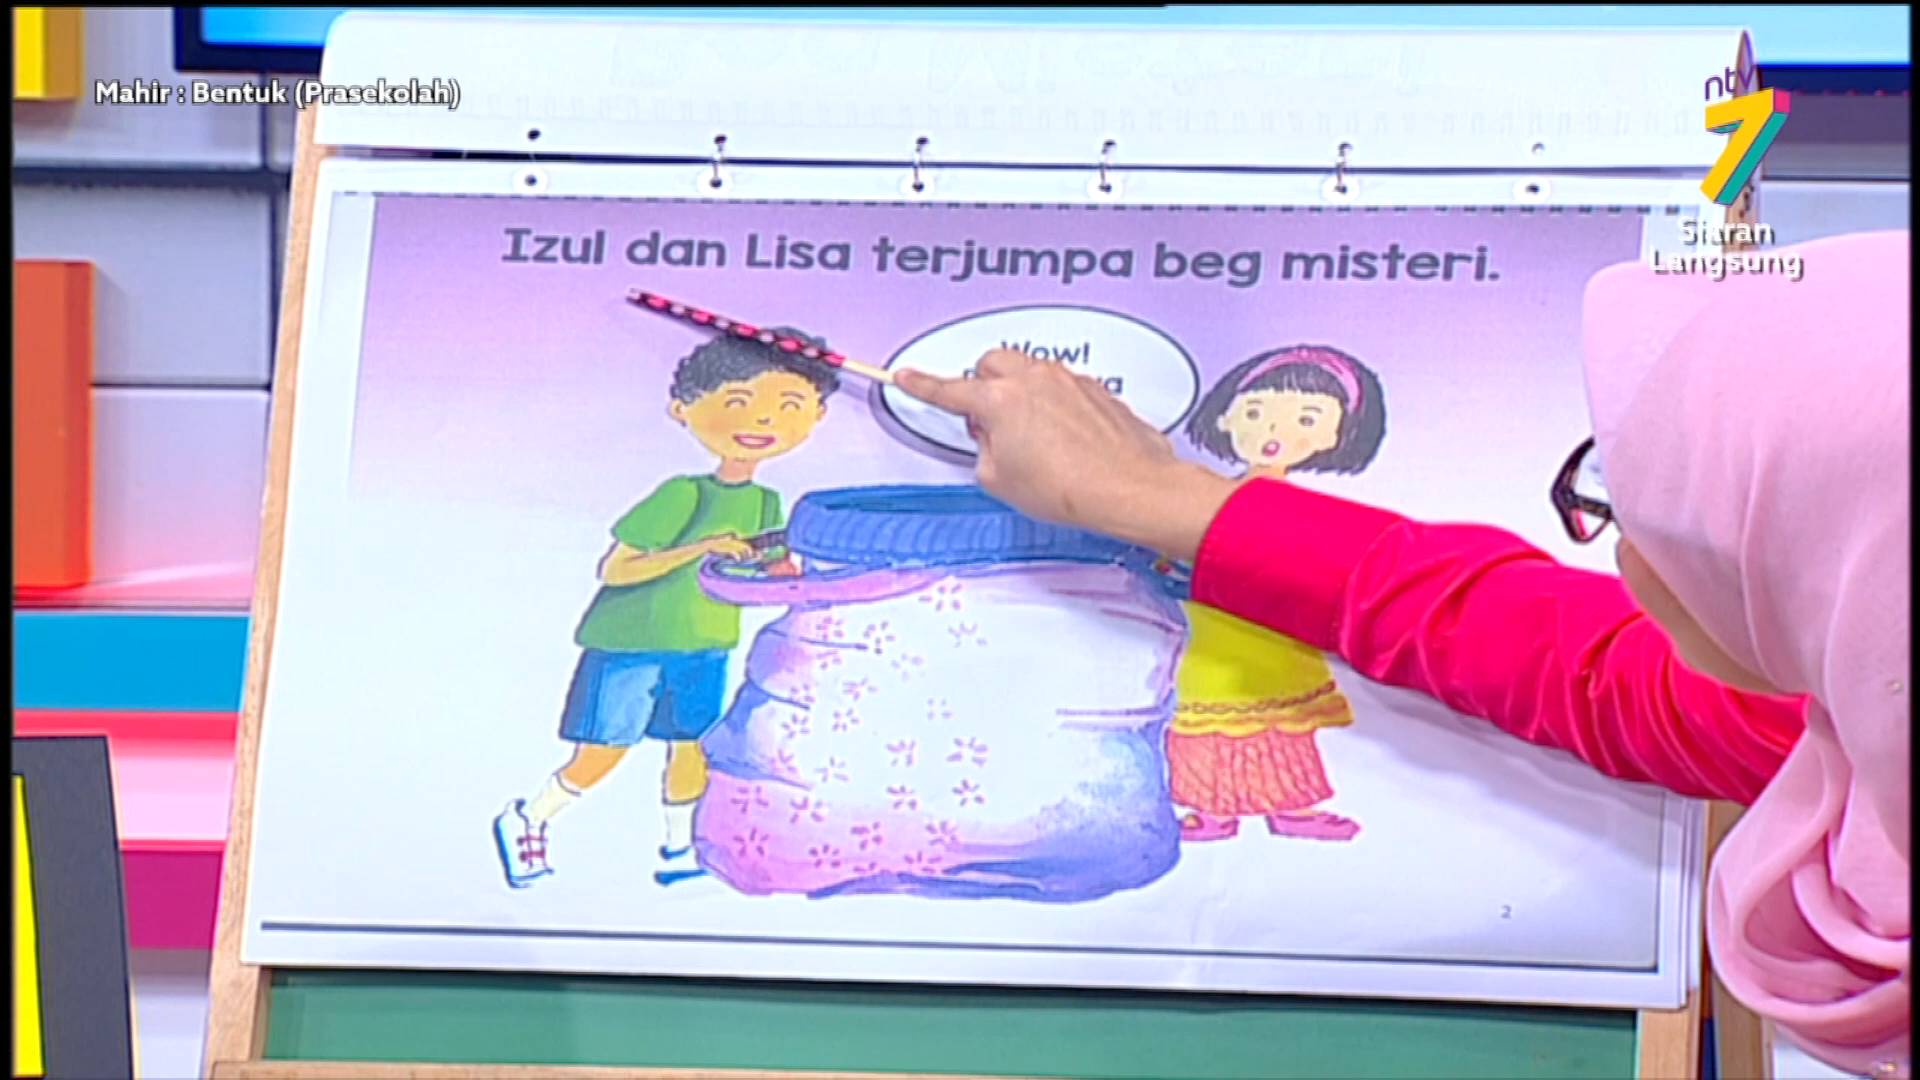 Mahir : Bentuk (Prasekolah)
ntv
7
Siaran
Langsung
Izul dan Lisa terjumpa beg misteri.
Wow!
2